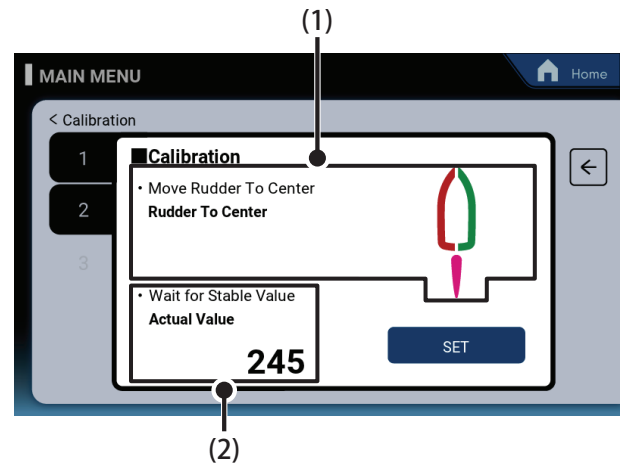 (1)
MAIN MENU
Home
< Calibration
1
2
3
■Calibration
・Move Rudder To Center
Rudder To Center
・Wait for Stable Value
Actual Value
245
SET
(2)